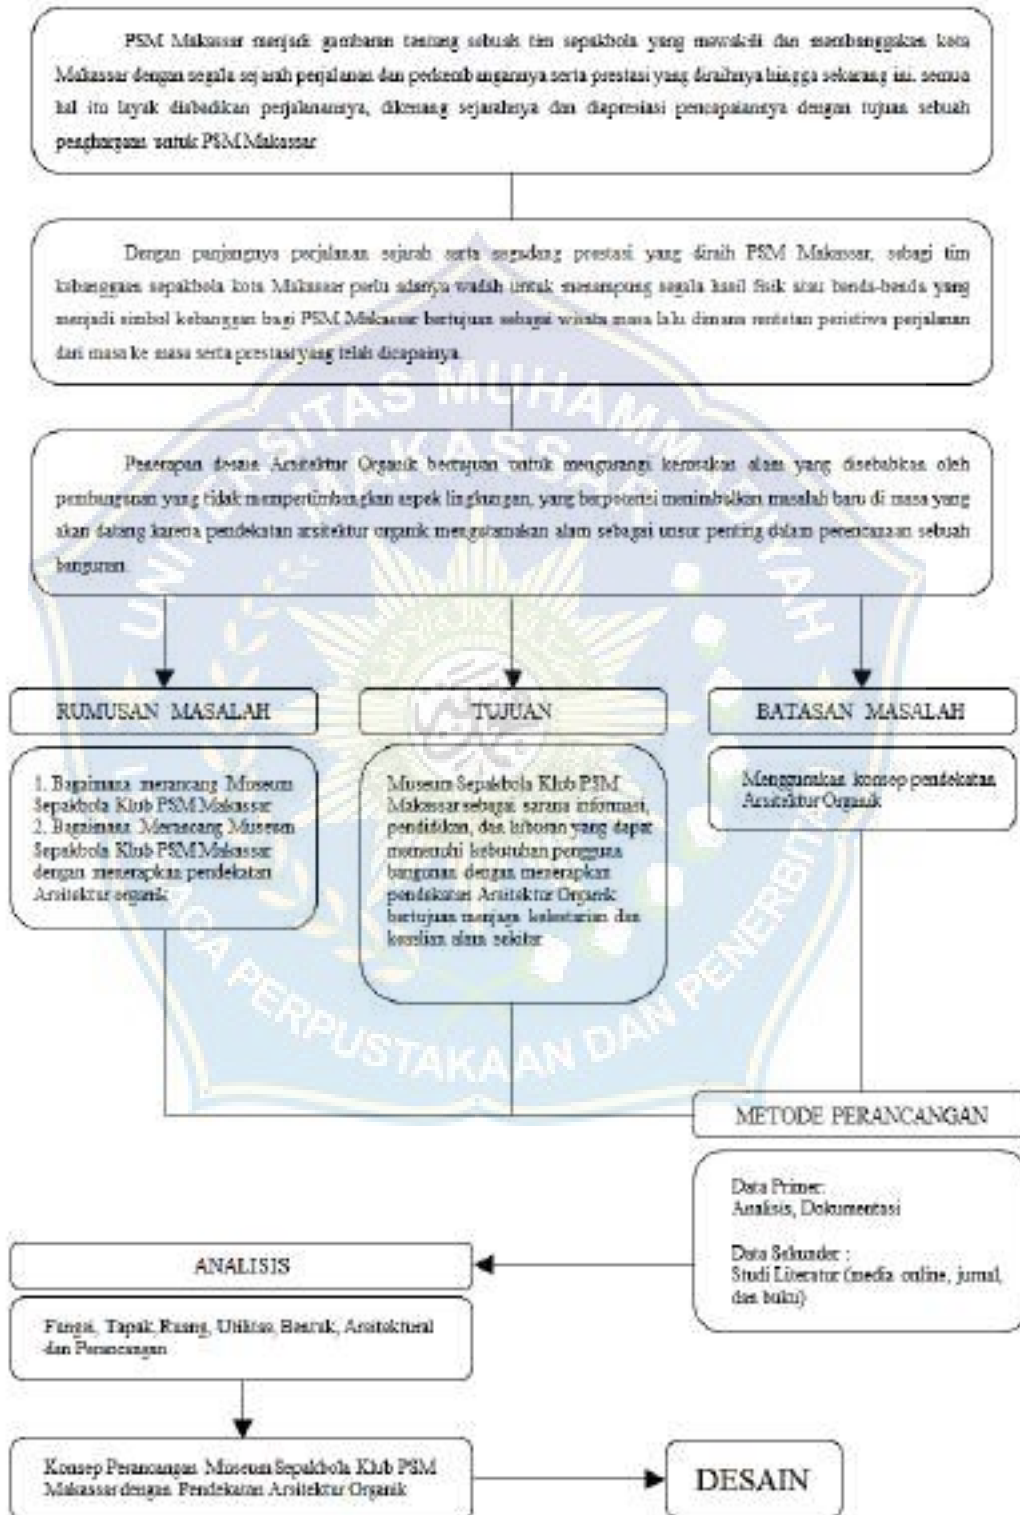 PSM Makassar menjadi gambaran tentang sebuah tim sepakbola yang mewakili dan membanggakan kota
Makassar dengan segala sejarah perjalanan dan perkembangannya serta prestasi yang diraihnya hingga sekarang ini, semua
hal itu layak diabadikan perjalanannya, dikenang sejarahnya dan diapresiasi pencapaiannya dengan tujuan sebuah
penghargaan untuk PSM Makassar
Dengan panjangnya perjalanan sejarah serta segudang prestasi yang diraih PSM Makassar, sebagi tim
kebanggaan sepakbola kota Makassar perlu adanya wadah untuk menampung segala hasil fisik atau benda-benda yang
menjadi simbol kebanggan bagi PSM Makassar bertujuan sebagai wisata masa lalu dimana rentetan peristiwa perjalanan
dari masa ke masa serta prestasi yang telah dicapainya.
Penerapan desain Arsitektur Organik bertujuan untuk mengurangi kerusakan alam yang disebabkan oleh
pembangunan yang tidak mempertimbangkan aspek lingkungan, yang berpotensi menimbulkan masalah baru di masa yang
akan datang karena pendekatan arsitektur organik mengutamakan alam sebagai unsur penting dalam perencanaan sebuah
bangunan.
UNIVERSITAS MUHAMMADIYAH
MAKASSAR
RUMUSAN MASALAH
TUJUAN
BATASAN MASALAH
1. Bagaimana merancang Museum
Sepakbola Klub PSM Makassar
2. Bagaimana Merancang Museum
Sepakbola Klub PSM Makassar
dengan menerapkan pendekatan
Arsitektur organik
Museum Sepakbola Klub PSM
Makassar sebagai sarana informasi,
pendidikan, dan hiburan yang dapat
memenuhi kebutuhan pengguna
bangunan dengan menerapkan
pendekatan Arsitektur Organik
bertujuan menjaga kelestarian dan
keaslian alam sekitar
Menggunakan konsep pendekatan
Arsitektur Organik
PERPUSTAKAAN DAN PENERBITAN
METODE PERANCANGAN
Data Primer:
Analisis, Dokumentasi
Data Sekunder :
Studi Literatur (media online, jurnal,
dan buku)
ANALISIS
Fungsi, Tapak, Ruang, Utilitas, Bentuk, Arsitektural
dan Perancangan
Konsep Perancangan Museum Sepakbola Klub PSM
Makassar dengan Pendekatan Arsitektur Organik
DESAIN